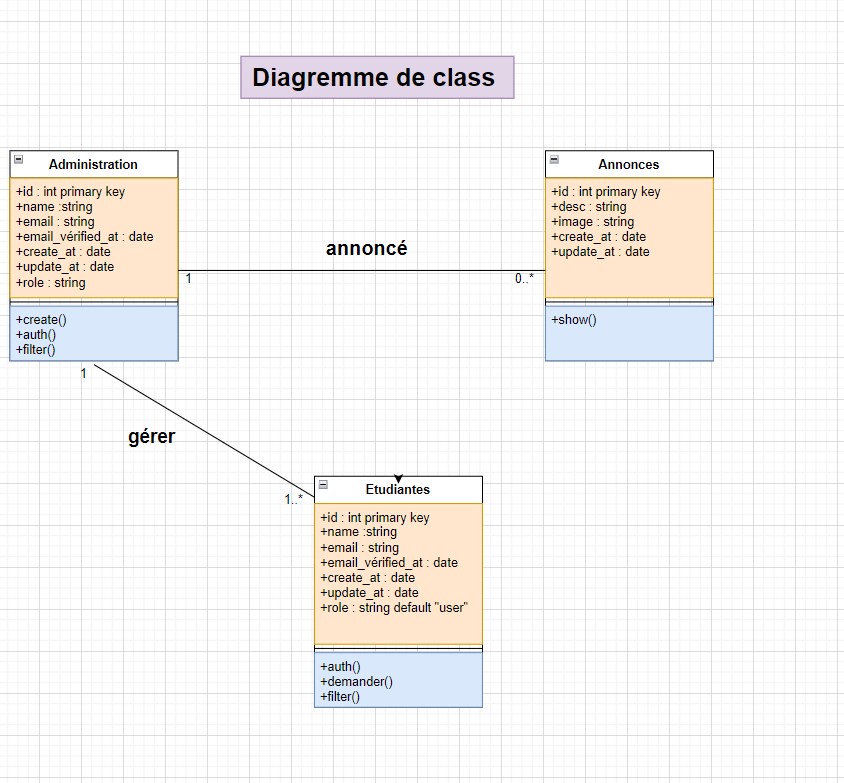 Diagremme de class
Administration
+id : int primary key
+name :string
+email : string
+email_vérified_at : date
+create_at : date
+update_at : date
+role : string
+create()
+auth()
+filter()
annoncé
1
0..*
Annonces
+id : int primary key
+desc : string
+image : string
+create_at : date
+update_at : date
+show()
1
gérer
1..*
Etudiantes
+id : int primary key
+name :string
+email : string
+email_vérified_at : date
+create_at : date
+update_at : date
+role : string default "user"
+auth()
+demander()
+filter()